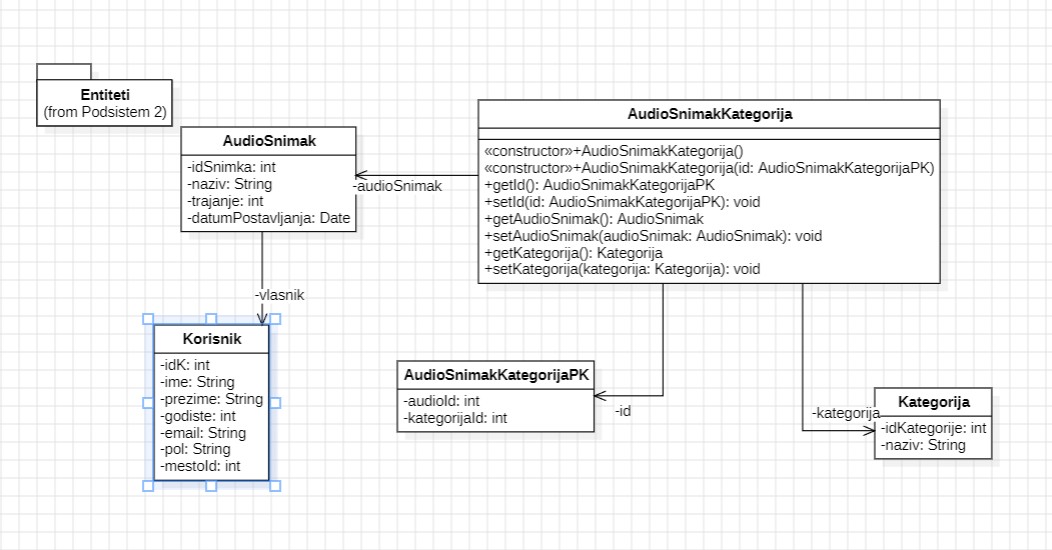 Entiteti
(from Podsistem 2)
AudioSnimak
-idSnimka: int
-naziv: String
-trajanje: int
-datumPostavljanja: Date
-audioSnimak
AudioSnimakKategorija
«constructor»+AudioSnimakKategorija()
«constructor»+AudioSnimakKategorija(id: AudioSnimakKategorijaPK)
+getId(): AudioSnimakKategorijaPK
+setId(id: AudioSnimakKategorijaPK): void
+getAudioSnimak(): AudioSnimak
+setAudioSnimak(audioSnimak: AudioSnimak): void
+getKategorija(): Kategorija
+setKategorija(kategorija: Kategorija): void
-vlasnik
Korisnik
-idK: int
-ime: String
-prezime: String
-godiste: int
-email: String
-pol: String
-mestoId: int
AudioSnimakKategorijaPK
-audioId: int
-kategorijaId: int
-id
-kategorija
Kategorija
-idKategorije: int
-naziv: String